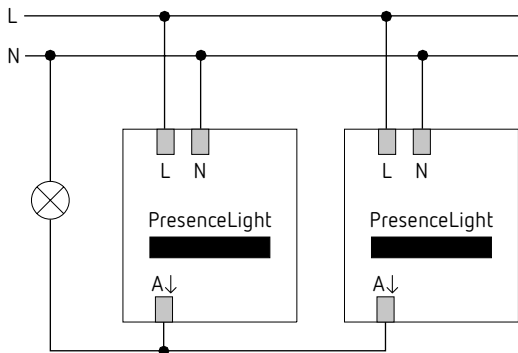 L
N
L N
L N
PresenceLight
PresenceLight
A↓
A↓